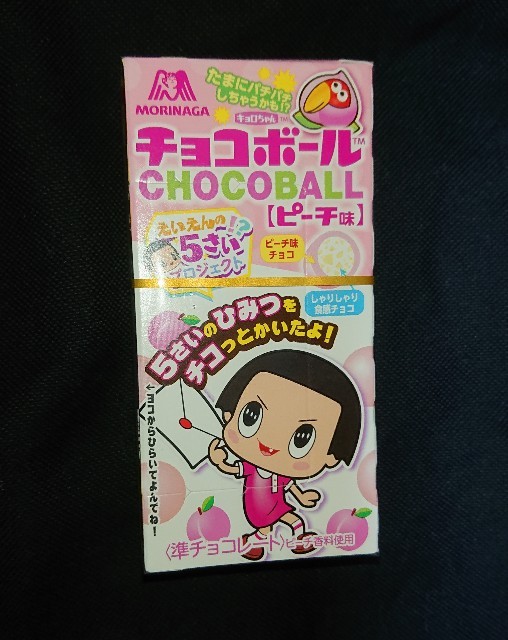 たまにパチパチ
しちゃうかも!?
MORINAGA
キョロちゃん™
チョコボール™
CHOCOBALL
【ピーチ味】
えいえんの
5さい!?
プロジェクト
ピーチ味
チョコ
しゃりしゃり
食感チョコ
5さいのひみつを
チコっとかいたよ!
←ヨコからひらいてよんでね!
〈準チョコレート〉ピーチ香料使用